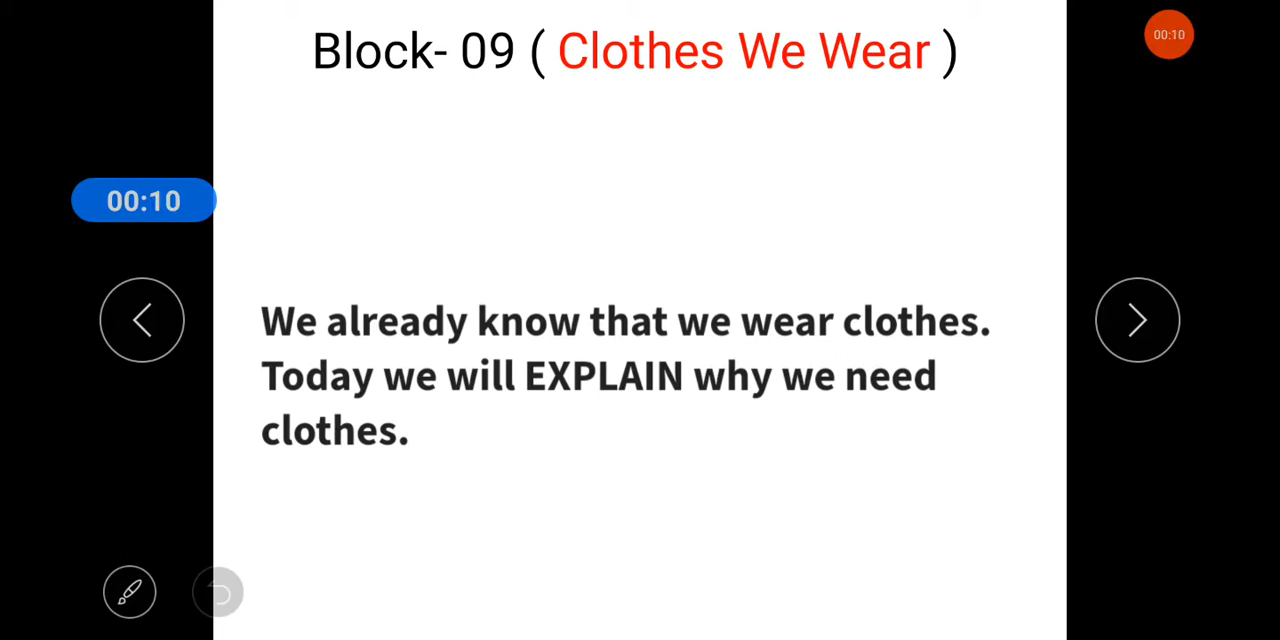 Block- 09 ( Clothes We Wear )
00:10
00:10
We already know that we wear clothes.
Today we will EXPLAIN why we need
clothes.